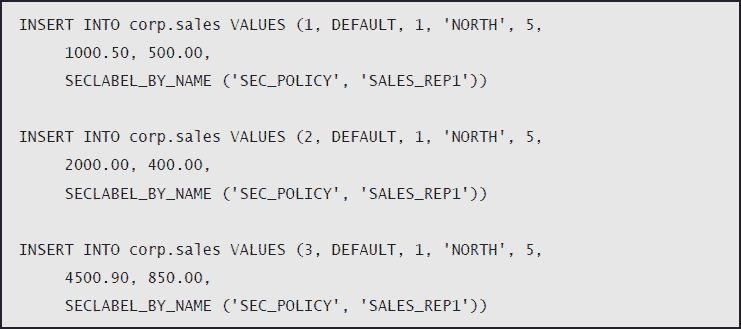 INSERT INTO corp.sales VALUES (1, DEFAULT, 1, 'NORTH', 5,
1000.50, 500.00,
SECLABEL_BY_NAME ('SEC_POLICY', 'SALES_REP1'))
INSERT INTO corp.sales VALUES (2, DEFAULT, 1, 'NORTH', 5,
2000.00, 400.00,
SECLABEL_BY_NAME ('SEC_POLICY', 'SALES_REP1'))
INSERT INTO corp.sales VALUES (3, DEFAULT, 1, 'NORTH', 5,
4500.90, 850.00,
SECLABEL_BY_NAME ('SEC_POLICY', 'SALES_REP1'))